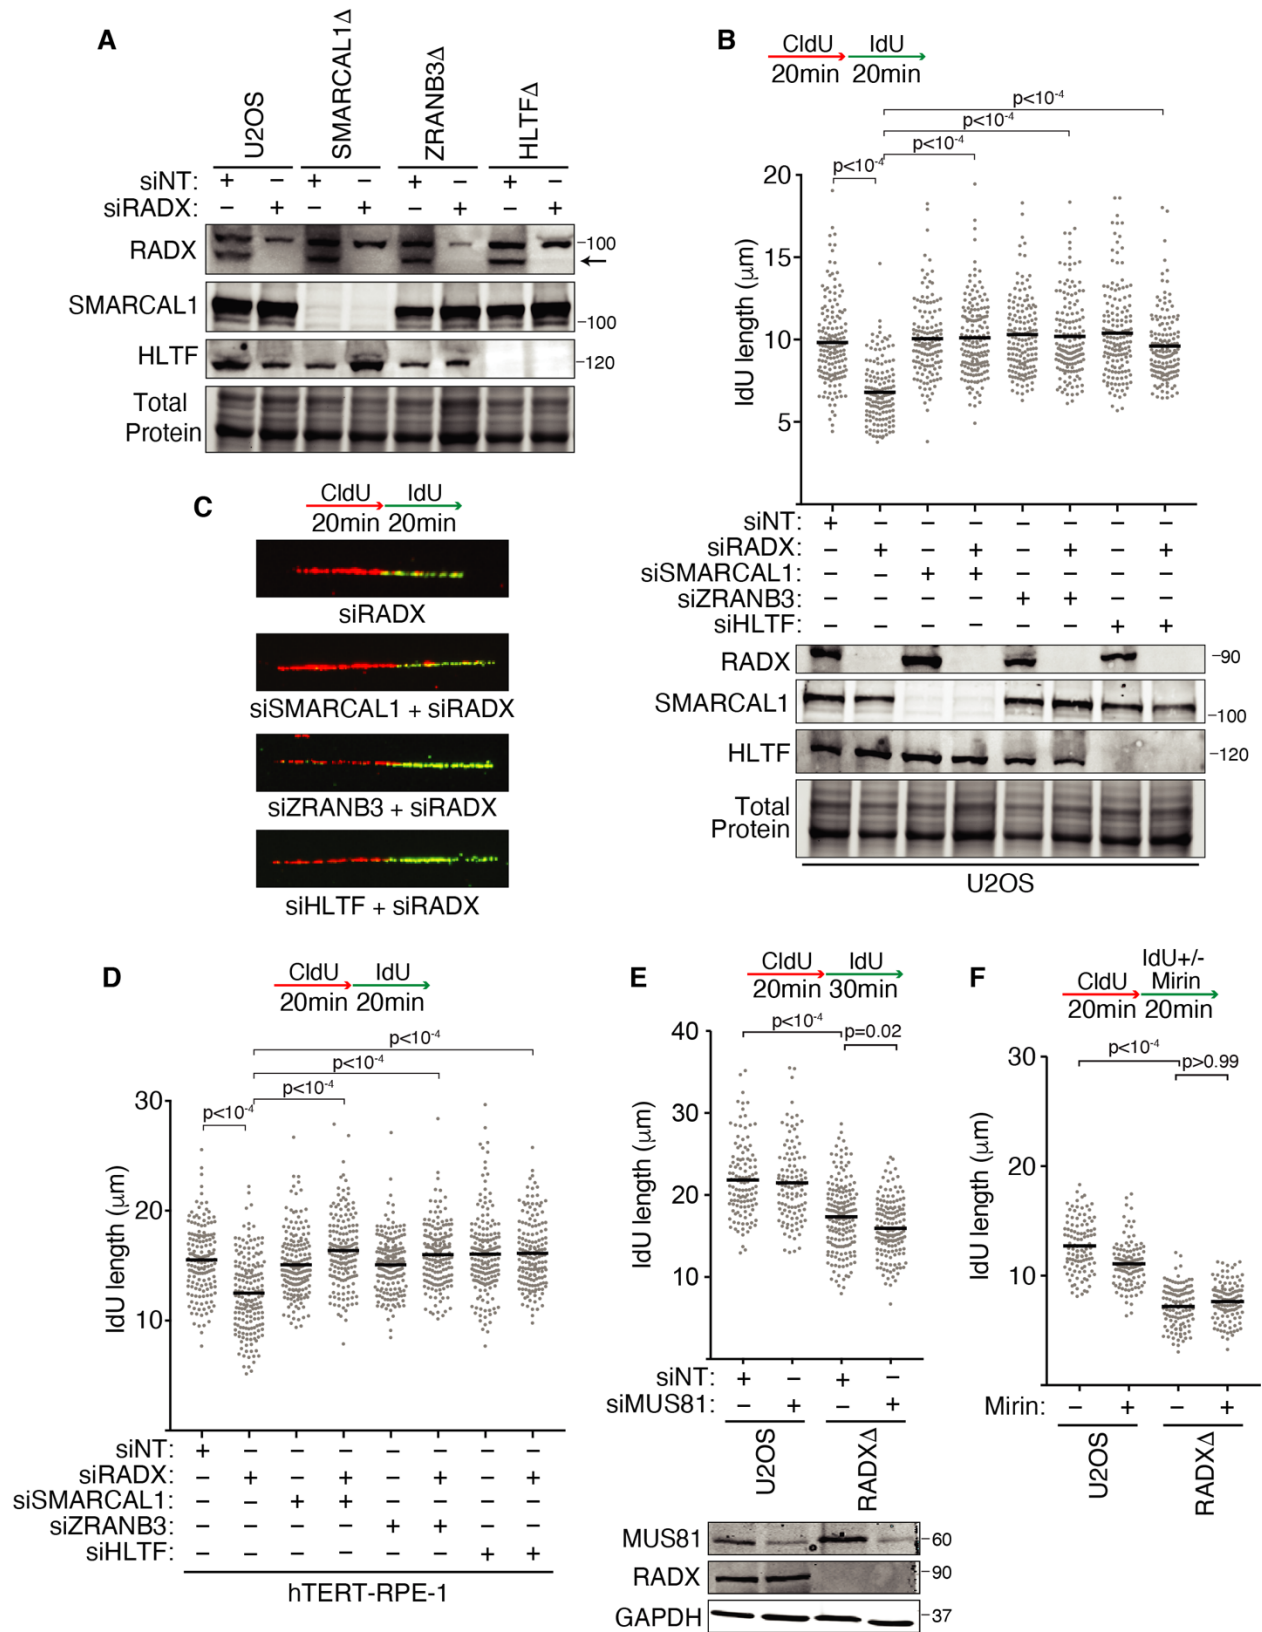 A
U2OS
SMARCAL1Δ
ZRANB3Δ
HLTFΔ
siNT: + – + – + – + –
siRADX: – + – + – + – +
RADX
–100
SMARCAL1
–100
HLTF
–120
Total
Protein
B
CldU IdU
20min 20min
p<10⁻⁴
p<10⁻⁴
p<10⁻⁴
p<10⁻⁴
20
15
10
5
IdU length (μm)
siNT: + – – – – – – –
siRADX: – + – + – + – +
siSMARCAL1: – – + + – – – –
siZRANB3: – – – – + + – –
siHLTF: – – – – – – + +
RADX
–90
SMARCAL1
–100
HLTF
–120
Total
Protein
U2OS
C
CldU IdU
20min 20min
siRADX
siSMARCAL1 + siRADX
siZRANB3 + siRADX
siHLTF + siRADX
D
CldU IdU
20min 20min
p<10⁻⁴
p<10⁻⁴
p<10⁻⁴
p<10⁻⁴
30
20
10
IdU length (μm)
siNT: + – – – – – – –
siRADX: – + – + – + – +
siSMARCAL1: – – + + – – – –
siZRANB3: – – – – + + – –
siHLTF: – – – – – – + +
hTERT-RPE-1
E
CldU IdU
20min 30min
p<10⁻⁴
p=0.02
40
30
20
10
IdU length (μm)
siNT: + – + –
siMUS81: – + – +
U2OS
RADXΔ
MUS81
–60
RADX
–90
GAPDH
–37
F
IdU+/-
CldU Mirin
20min 20min
p<10⁻⁴
p>0.99
30
20
10
IdU length (μm)
Mirin: – + – +
U2OS
RADXΔ